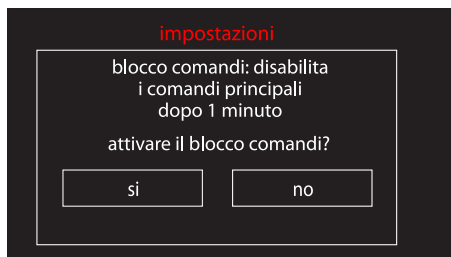 impostazioni
blocco comandi: disabilita
i comandi principali
dopo 1 minuto
attivare il blocco comandi?
si
no